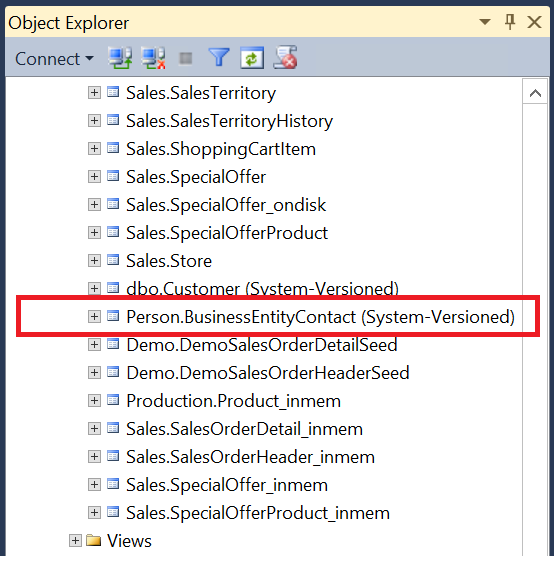 Object Explorer
Connect
Sales.SalesTerritory
Sales.SalesTerritoryHistory
Sales.ShoppingCartItem
Sales.SpecialOffer
Sales.SpecialOffer_ondisk
Sales.SpecialOfferProduct
Sales.Store
dbo.Customer (System-Versioned)
Person.BusinessEntityContact (System-Versioned)
Demo.DemoSalesOrderDetailSeed
Demo.DemoSalesOrderHeaderSeed
Production.Product_inmem
Sales.SalesOrderDetail_inmem
Sales.SalesOrderHeader_inmem
Sales.SpecialOffer_inmem
Sales.SpecialOfferProduct_inmem
Views